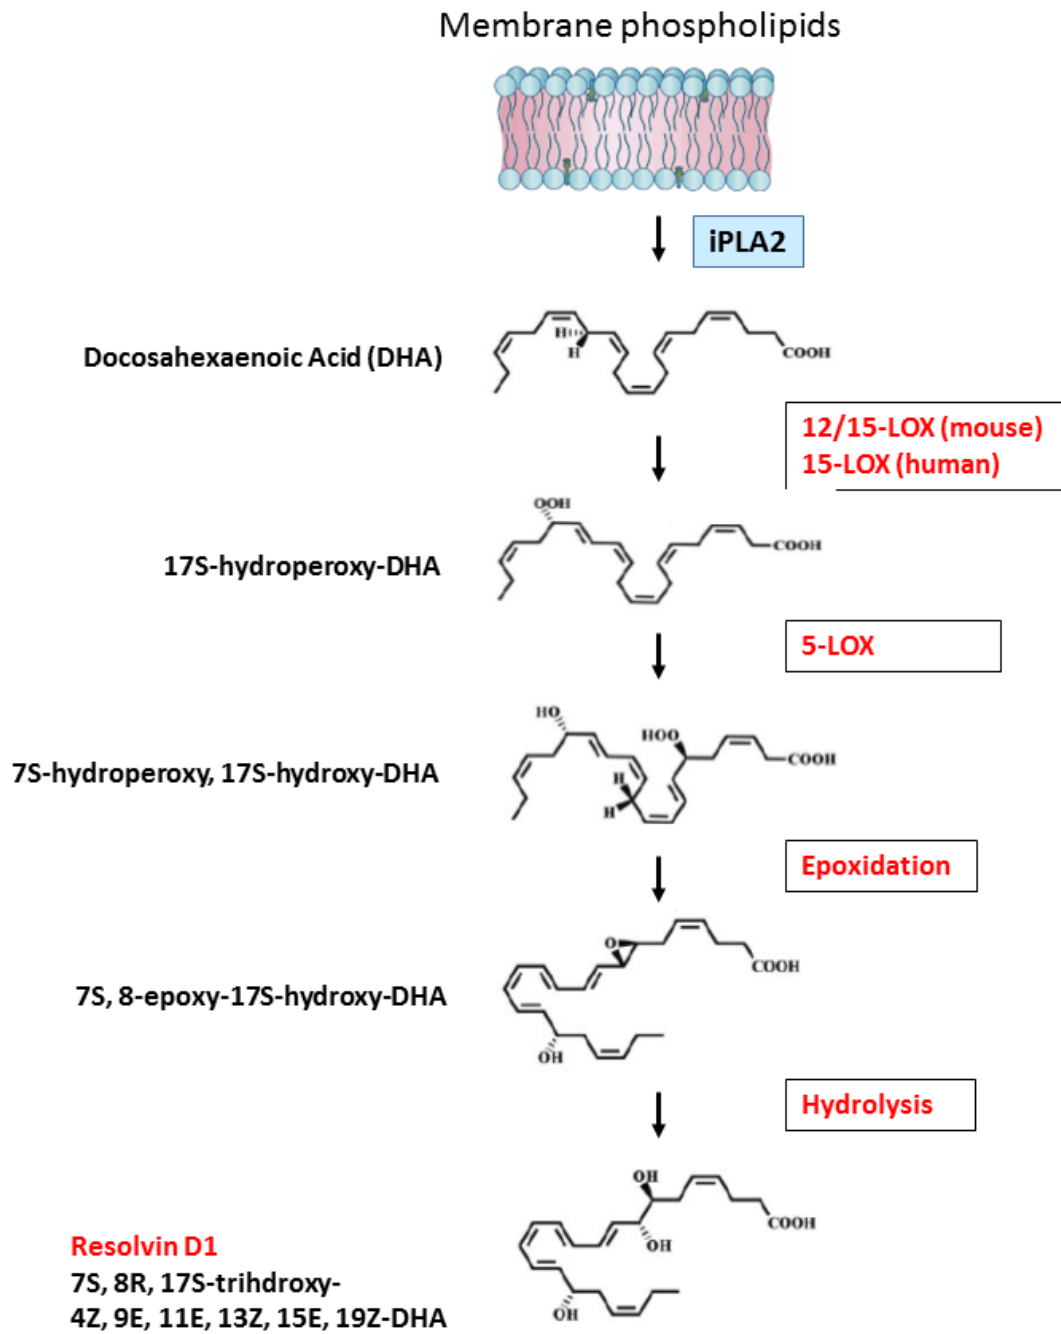 Membrane phospholipids
iPLA2
H
H
COOH
Docosahexaenoic Acid (DHA)
12/15-LOX (mouse)
15-LOX (human)
OOH
COOH
17S-hydroperoxy-DHA
5-LOX
HO
HOO
COOH
7S-hydroperoxy, 17S-hydroxy-DHA
H
H
Epoxidation
O
COOH
7S, 8-epoxy-17S-hydroxy-DHA
OH
Hydrolysis
OH
COOH
OH
Resolvin D1
7S, 8R, 17S-trihdroxy-
4Z, 9E, 11E, 13Z, 15E, 19Z-DHA
OH